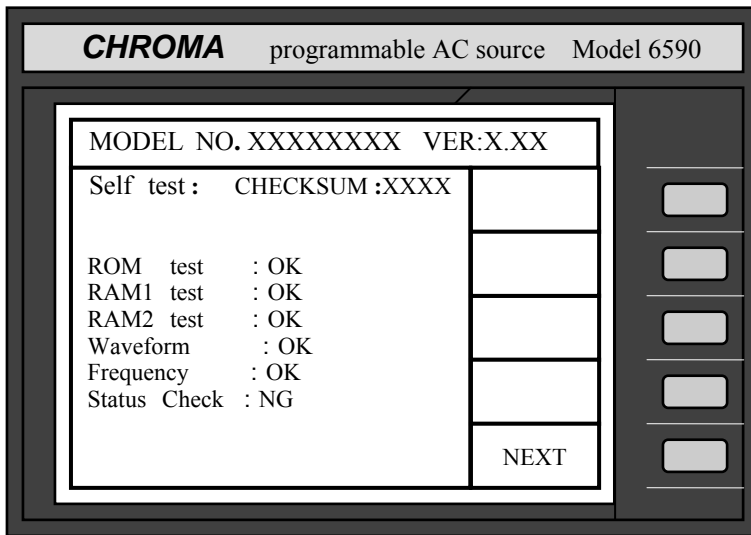 CHROMA programmable AC source Model 6590
MODEL NO. XXXXXXXX VER:X.XX
Self test : CHECKSUM :XXXX
ROM test : OK
RAM1 test : OK
RAM2 test : OK
Waveform : OK
Frequency : OK
Status Check : NG
NEXT